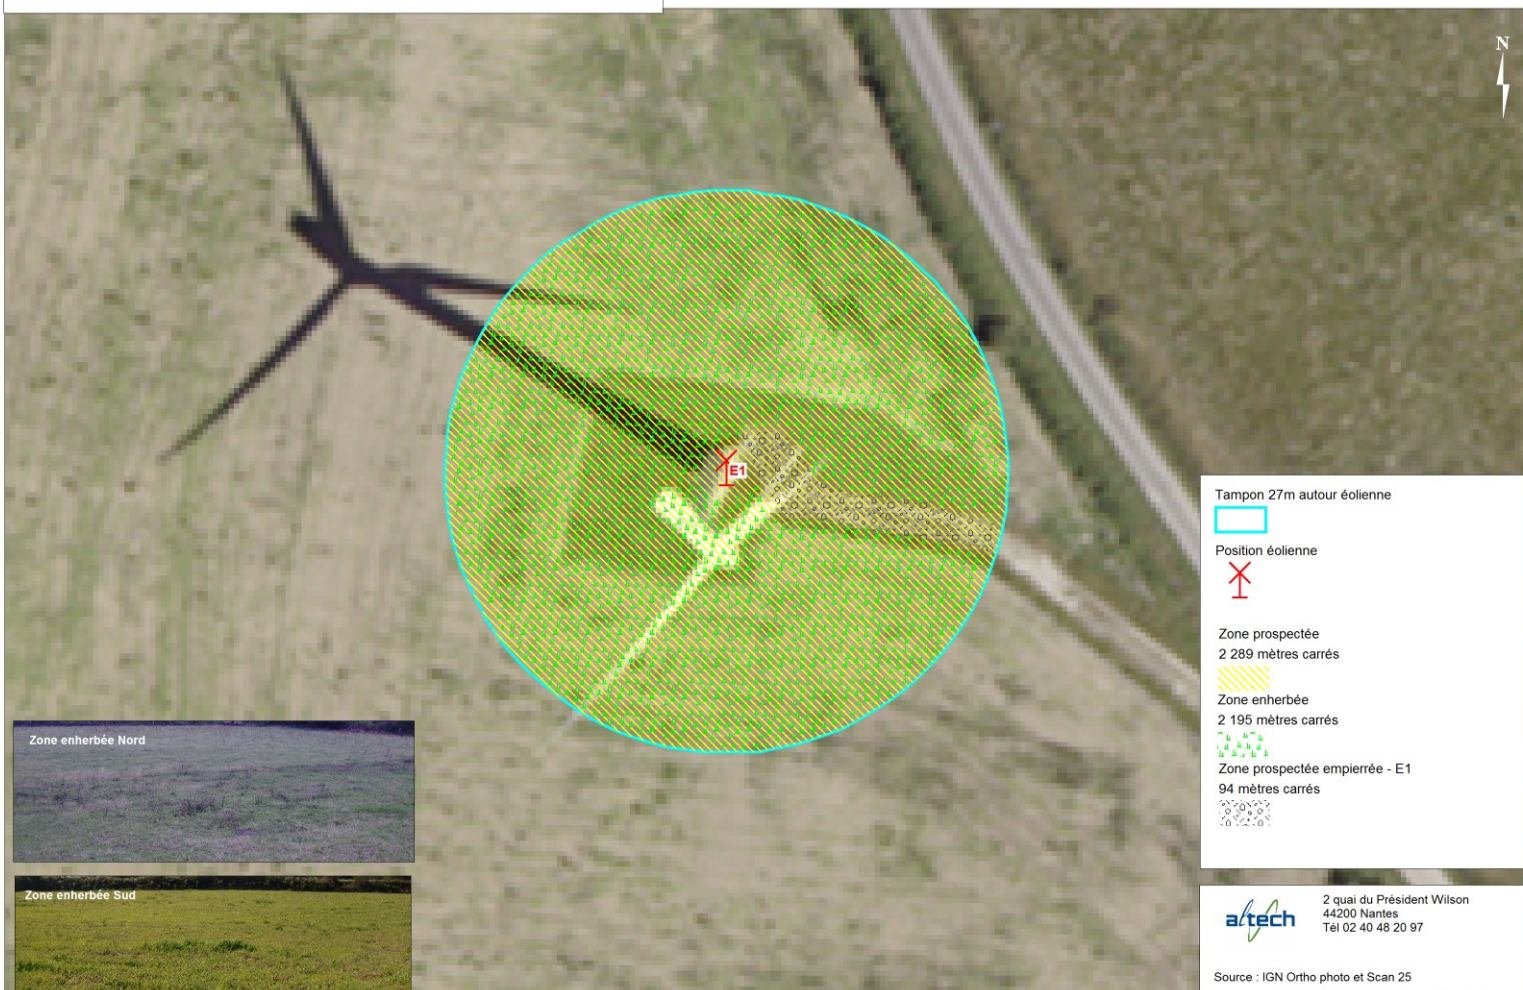 N
E1
Tampon 27m autour éolienne
Position éolienne
Zone prospectée
2 289 mètres carrés
Zone enherbée
2 195 mètres carrés
Zone prospectée empierrée - E1
94 mètres carrés
Zone enherbée Nord
Zone enherbée Sud
altech
2 quai du Président Wilson
44200 Nantes
Tél 02 40 48 20 97
Source : IGN Ortho photo et Scan 25